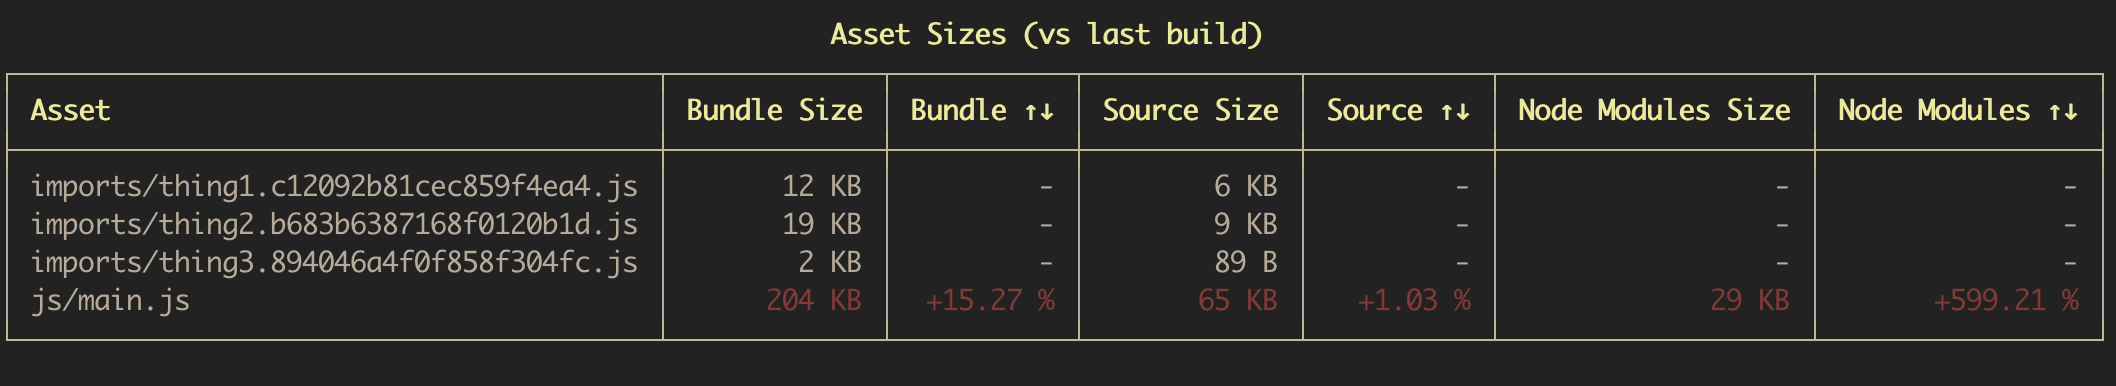 Asset Sizes (vs last build)
Asset Bundle Size Bundle ↑↓ Source Size Source ↑↓ Node Modules Size Node Modules ↑↓
imports/thing1.c12092b81cec859f4ea4.js 12 KB – 6 KB – – –
imports/thing2.b683b6387168f0120b1d.js 19 KB – 9 KB – – –
imports/thing3.894046a4f0f858f304fc.js 2 KB – 89 B – – –
js/main.js 204 KB +15.27 % 65 KB +1.03 % 29 KB +599.21 %